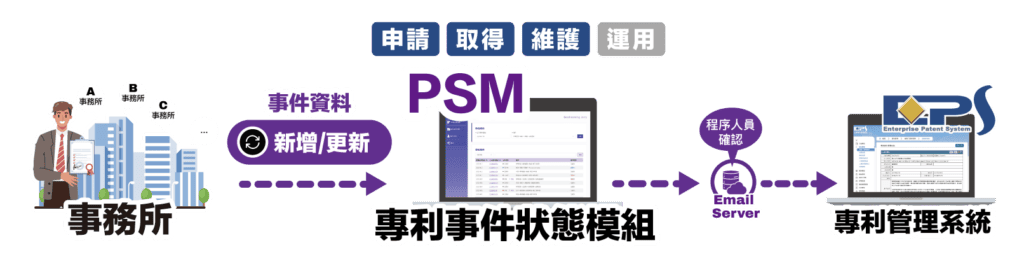 申請 取得 維護 運用
A
事務所
B
事務所
C
事務所
...
事務所
事件資料
新增/更新
PSM
專利事件狀態模組
程序人員
確認
Email
Server
EPS
Enterprise Patent System
專利管理系統